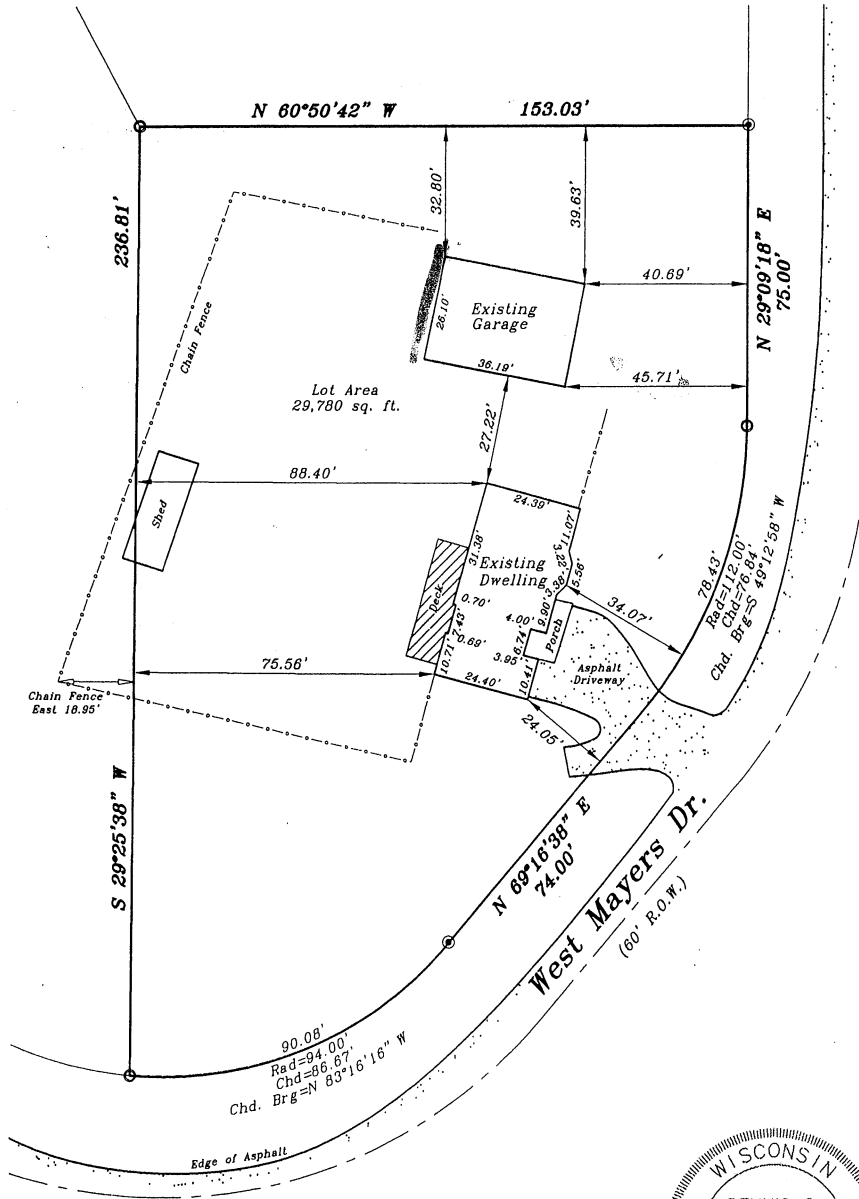 N 60°50'42" W 153.03'
236.81'
32.80'
39.63'
N 29°09'18" E
75.00'
40.69'
Chain Fence
26.10'
Existing
Garage
36.19'
45.71'
Lot Area
29,780 sq. ft.
27.22'
88.40'
24.39'
Shed
31.38'
Existing
Dwelling
11.07'
3.22'
5.56'
78.43'
Rad=112.00'
Chd=76.84'
Chd. Brg=S 49°12'58" W
Deck
0.70'
7.43'
0.69'
10.71'
4.00'
9.90'
6.74'
3.95'
Porch
10.41'
34.07'
Asphalt
Driveway
75.56'
24.40'
24.05'
Chain Fence
East 18.95'
S 29°25'38" W
N 69°16'38" E
74.00'
West Mayers Dr.
(60' R.O.W.)
90.08'
Rad=94.00'
Chd=86.67'
Chd. Brg=N 83°16'16" W
Edge of Asphalt
WISCONSIN